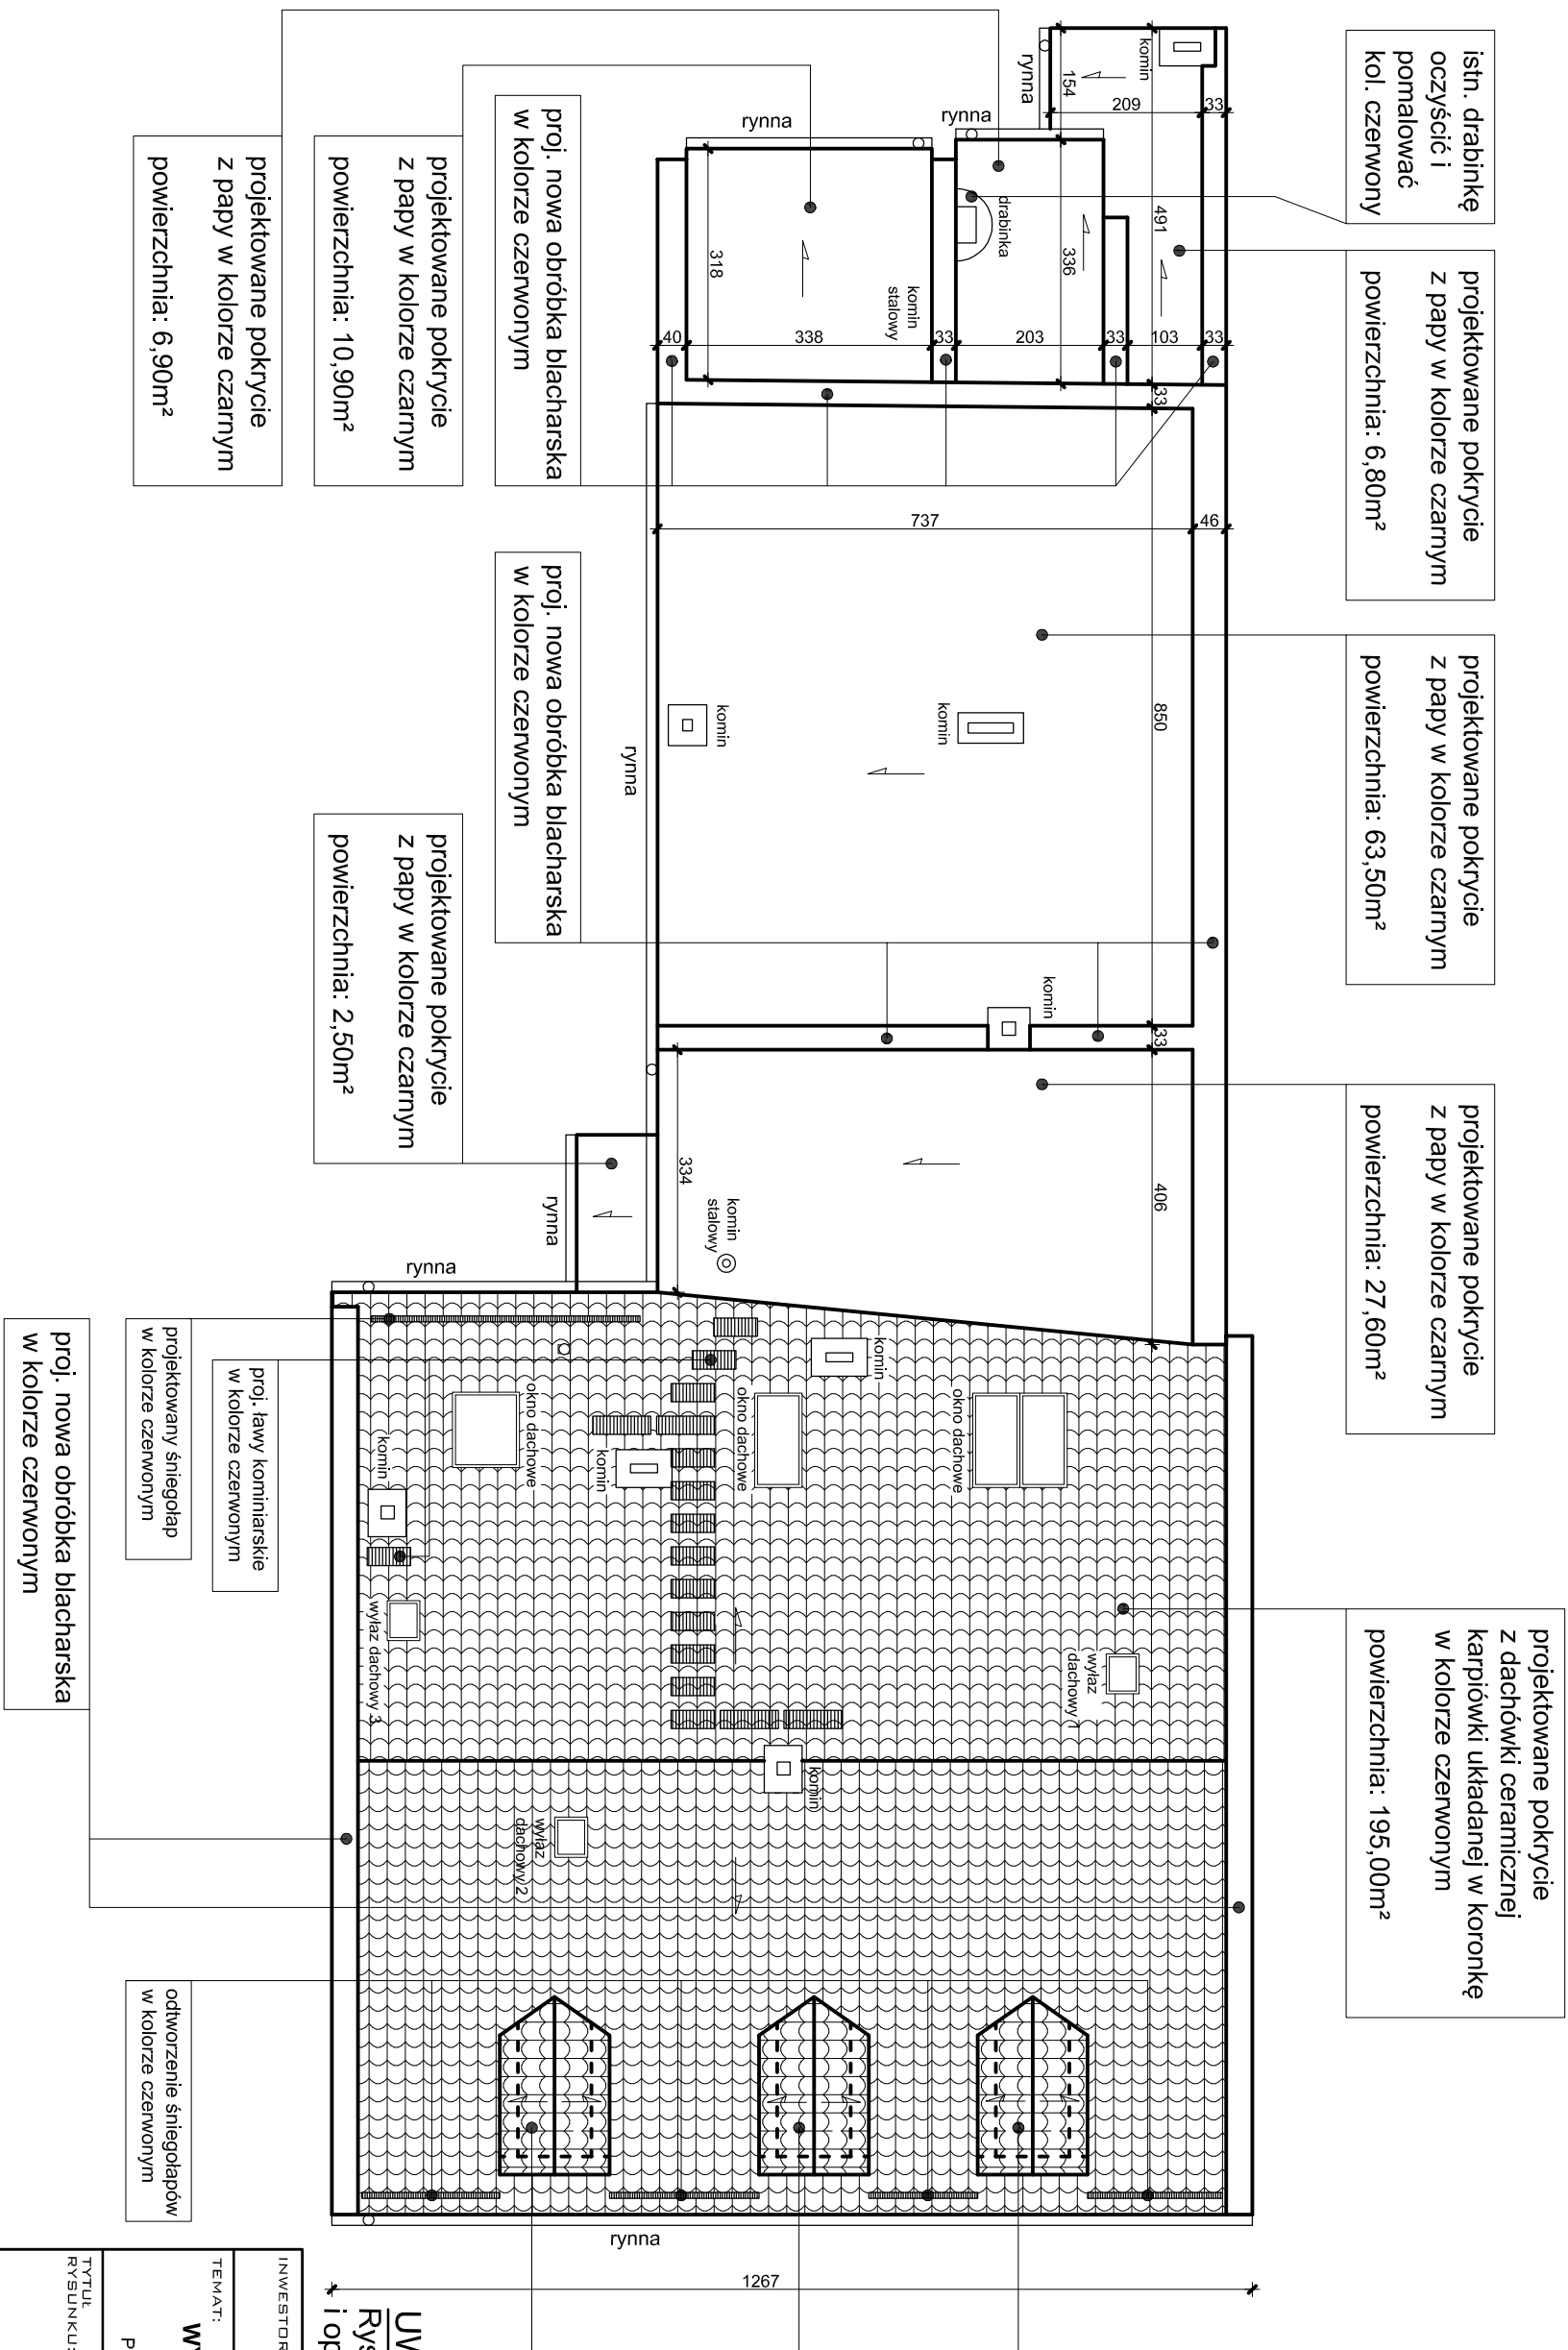 istn. drabinkę
oczyścić i
pomalować
kol. czerwony
projektowane pokrycie
z papy w kolorze czarnym
powierzchnia: 6,80m²
projektowane pokrycie
z papy w kolorze czarnym
powierzchnia: 63,50m²
projektowane pokrycie
z papy w kolorze czarnym
powierzchnia: 27,60m²
projektowane pokrycie
z dachówki ceramicznej
karpiówki układanej w koronkę
w kolorze czerwonym
powierzchnia: 195,00m²
komin
rynna
154
209
33
491
rynna
drabinka
336
33
103
33
203
33
komin
stalowy
rynna
318
338
40
33
46
737
850
komin
komin
rynna
komin
33
406
334
komin
stalowy
rynna
rynna
komin
okno dachowe
okno dachowe
okno dachowe
komin
komin
wyłaz
dachowy 1
wyłaz dachowy 3
komin
wyłaz
dachowy 2
rynna
1267
proj. nowa obróbka blacharska
w kolorze czerwonym
proj. nowa obróbka blacharska
w kolorze czerwonym
projektowane pokrycie
z papy w kolorze czarnym
powierzchnia: 10,90m²
projektowane pokrycie
z papy w kolorze czarnym
powierzchnia: 6,90m²
projektowane pokrycie
z papy w kolorze czarnym
powierzchnia: 2,50m²
proj. ławy kominiarskie
w kolorze czerwonym
projektowany śniegołap
w kolorze czerwonym
proj. nowa obróbka blacharska
w kolorze czerwonym
odtworzenie śniegołapów
w kolorze czerwonym
i op
INWESTOR
TEMAT:
TYTUŁ
RYSUNKU: